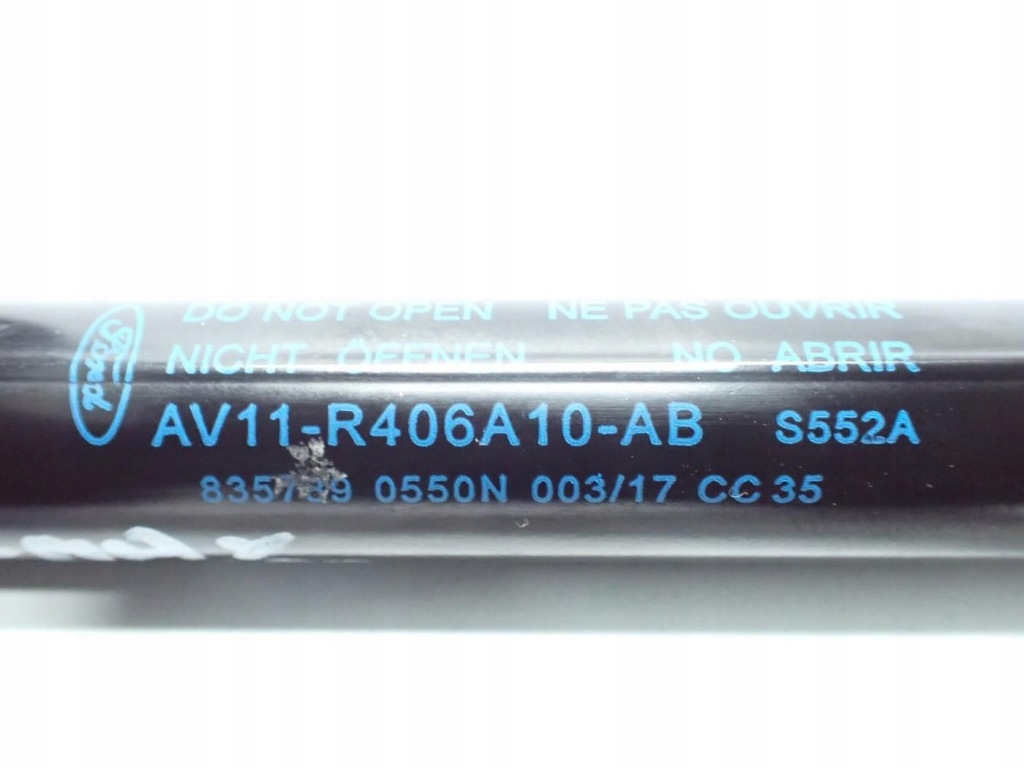 Ford
DO NOT OPEN NE PAS OUVRIR
NICHT ÖFFNEN NO ABRIR
AV11-R406A10-AB S552A
0550N 003/17 CC 35